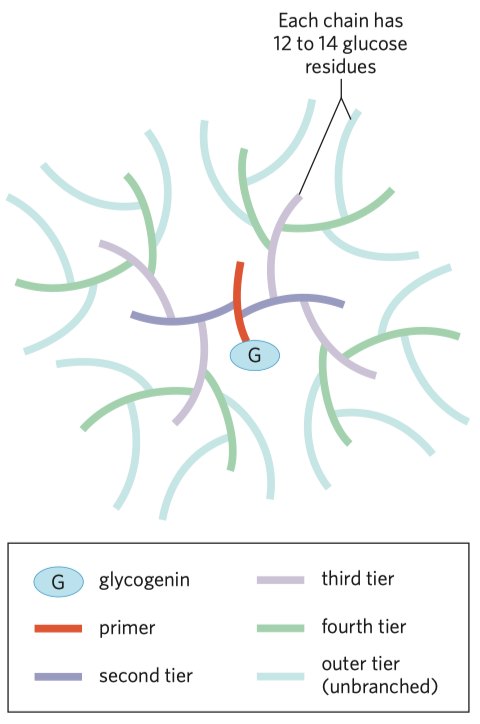 Each chain has
12 to 14 glucose
residues
G
G glycogenin
primer
second tier
third tier
fourth tier
outer tier
(unbranched)